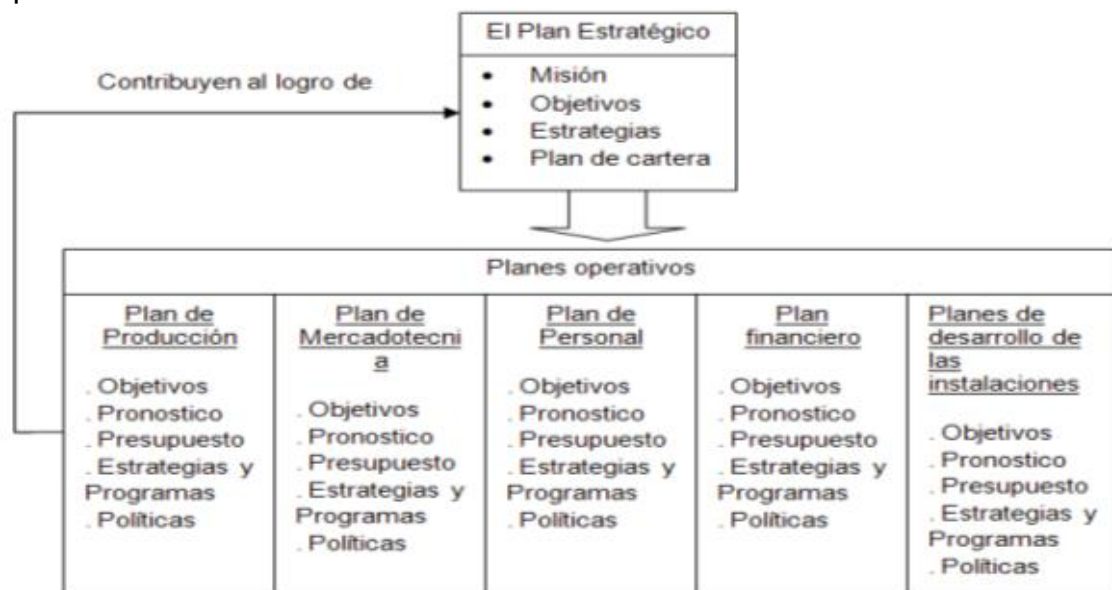 El Plan Estratégico
Contribuyen al logro de
• Misión
• Objetivos
• Estrategias
• Plan de cartera
Planes operativos
Plan de
Producción
. Objetivos
. Pronostico
. Presupuesto
. Estrategias y
Programas
. Políticas
Plan de
Mercadotecni
a
. Objetivos
. Pronostico
. Presupuesto
. Estrategias y
Programas
. Políticas
Plan de
Personal
. Objetivos
. Pronostico
. Presupuesto
. Estrategias y
Programas
. Políticas
Plan
financiero
. Objetivos
. Pronostico
. Presupuesto
. Estrategias y
Programas
. Políticas
Planes de
desarrollo de
las
instalaciones
. Objetivos
. Pronostico
. Presupuesto
. Estrategias y
Programas
. Políticas